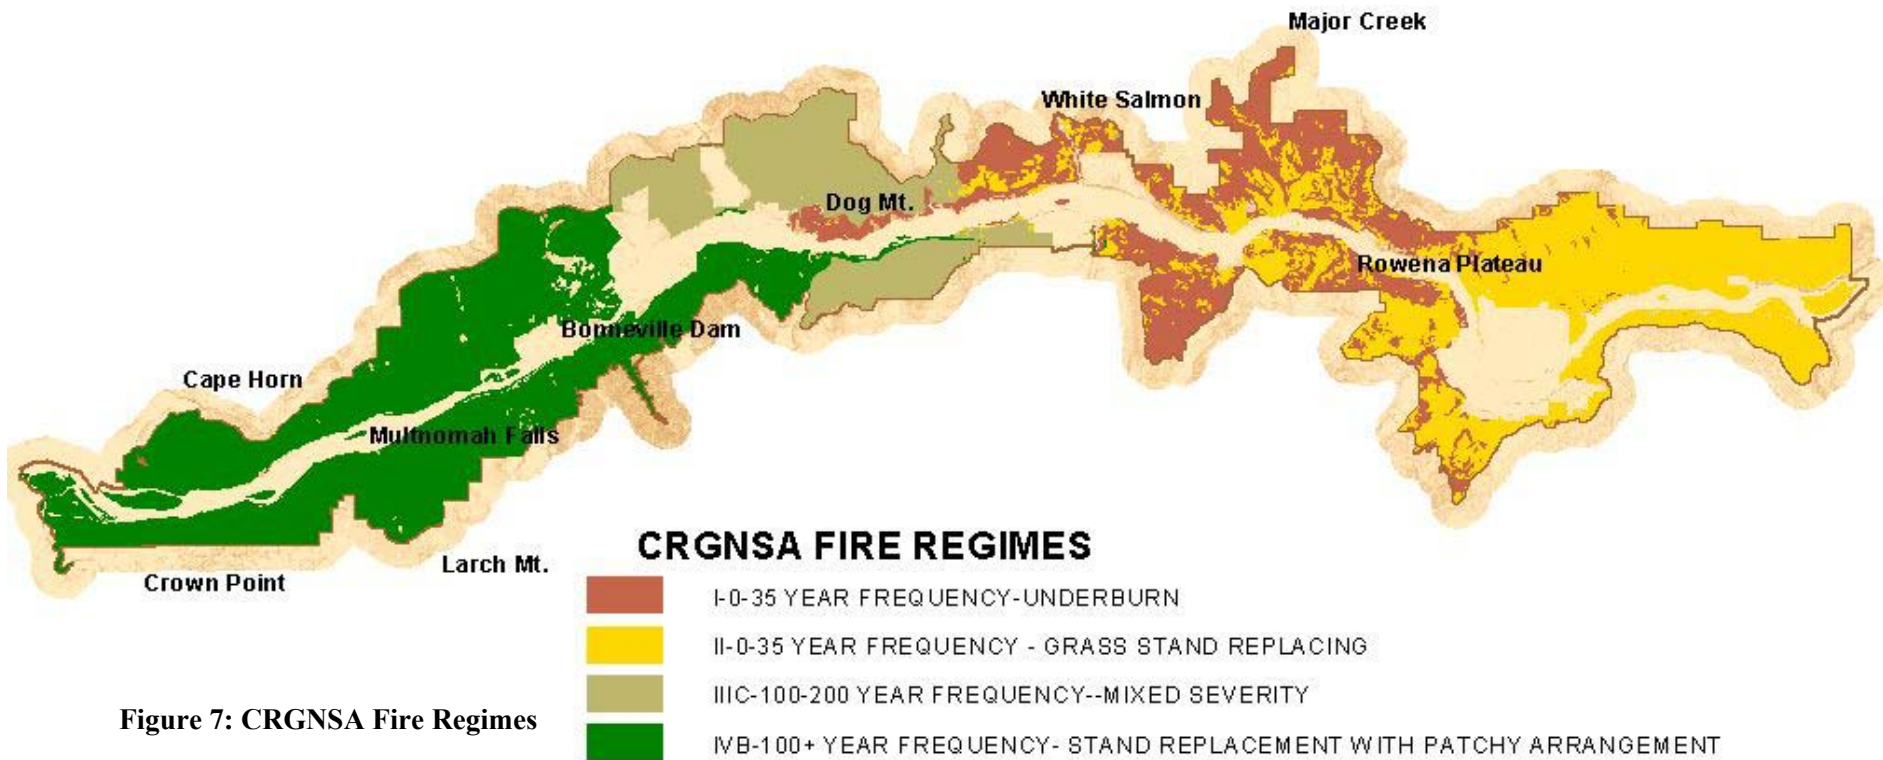 Major Creek
White Salmon
Dog Mt.
Rowena Plateau
Bonneville Dam
Cape Horn
Multnomah Falls
Larch Mt.
Crown Point
CRGNSA FIRE REGIMES
I-0-35 YEAR FREQUENCY-UNDERBURN
II-0-35 YEAR FREQUENCY - GRASS STAND REPLACING
IIIC-100-200 YEAR FREQUENCY--MIXED SEVERITY
IVB-100+ YEAR FREQUENCY- STAND REPLACEMENT WITH PATCHY ARRANGEMENT
Figure 7: CRGNSA Fire Regimes